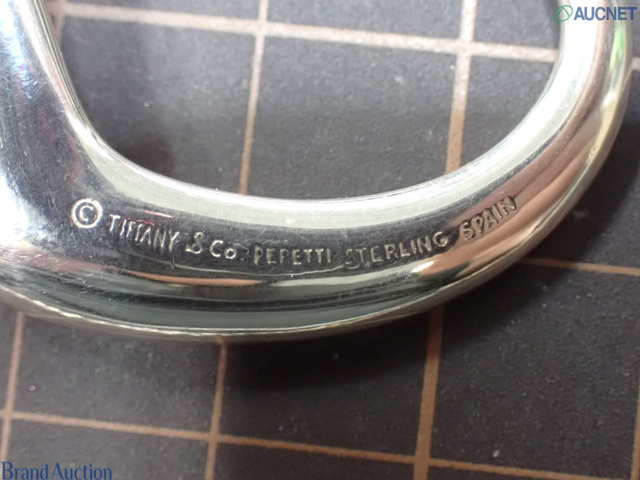 AUCNET
© TIFFANY & Co. PERETTI STERLING SPAIN
Brand Auction